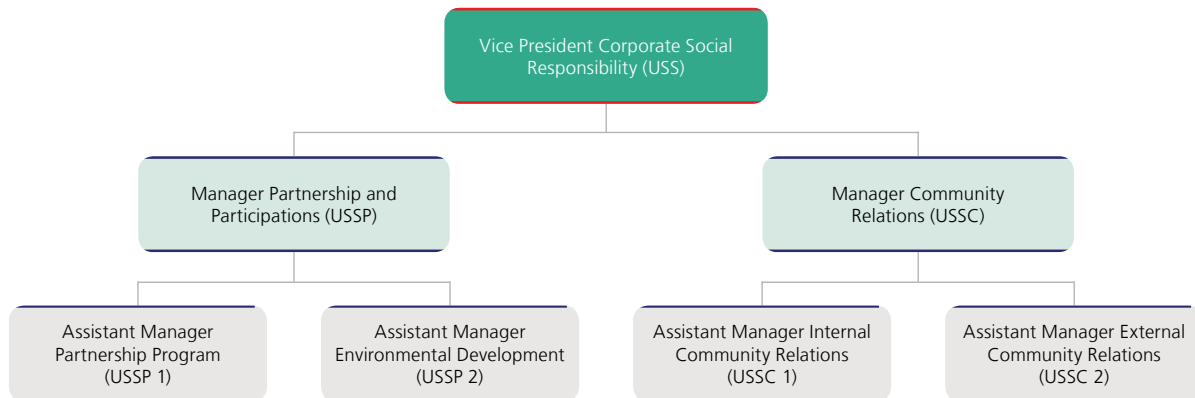 Vice President Corporate Social
Responsibility (USS)
Manager Partnership and
Participations (USSP)
Manager Community
Relations (USSC)
Assistant Manager
Partnership Program
(USSP 1)
Assistant Manager
Environmental Development
(USSP 2)
Assistant Manager Internal
Community Relations
(USSC 1)
Assistant Manager External
Community Relations
(USSC 2)